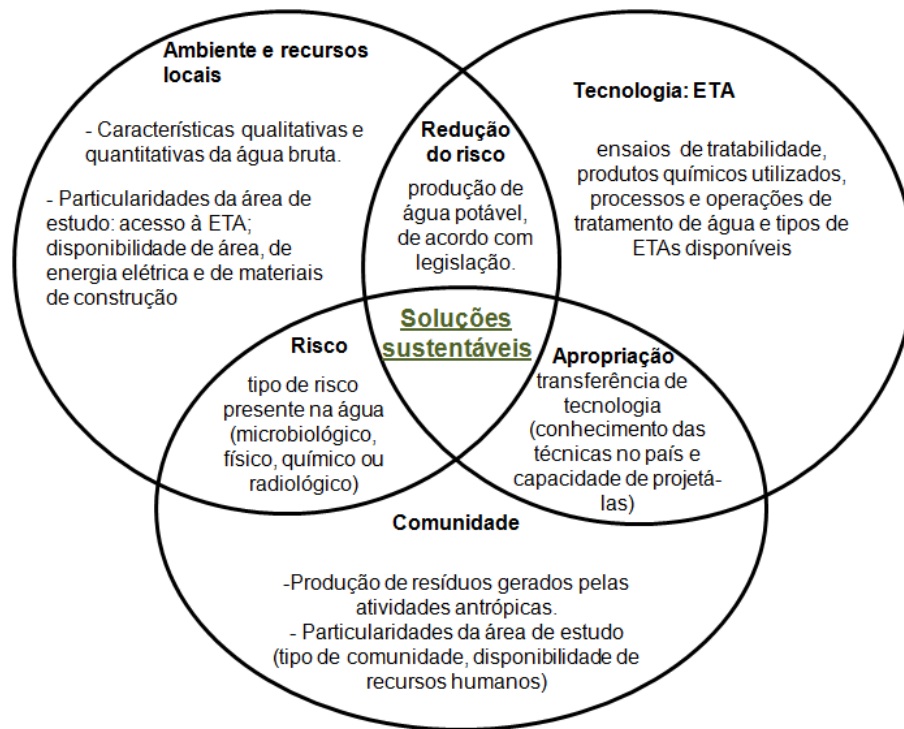 Ambiente e recursos
locais
- Características qualitativas e
quantitativas da água bruta.
- Particularidades da área de
estudo: acesso à ETA;
disponibilidade de área, de
energia elétrica e de materiais
de construção
Redução
do risco
produção de
água potável,
de acordo com
legislação.
Tecnologia: ETA
ensaios de tratabilidade,
produtos químicos utilizados,
processos e operações de
tratamento de água e tipos de
ETAs disponíveis
Soluções
sustentáveis
Risco
tipo de risco
presente na água
(microbiológico,
físico, químico ou
radiológico)
Apropriação
transferência de
tecnologia
(conhecimento das
técnicas no país e
capacidade de projetá-
las)
Comunidade
-Produção de resíduos gerados pelas
atividades antrópicas.
- Particularidades da área de estudo
(tipo de comunidade, disponibilidade de
recursos humanos)